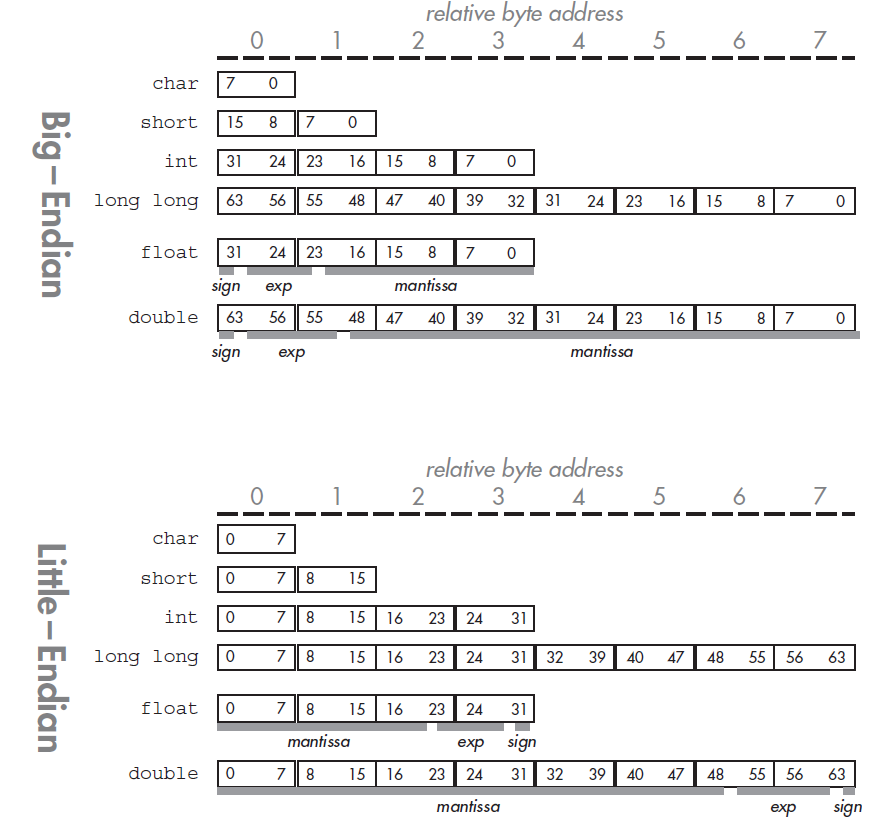 relative byte address
0 1 2 3 4 5 6 7
Big–Endian
char 7 0
short 15 8 7 0
int 31 24 23 16 15 8 7 0
long long 63 56 55 48 47 40 39 32 31 24 23 16 15 8 7 0
float 31 24 23 16 15 8 7 0
sign exp mantissa
double 63 56 55 48 47 40 39 32 31 24 23 16 15 8 7 0
sign exp mantissa
relative byte address
0 1 2 3 4 5 6 7
Little–Endian
char 0 7
short 0 7 8 15
int 0 7 8 15 16 23 24 31
long long 0 7 8 15 16 23 24 31 32 39 40 47 48 55 56 63
float 0 7 8 15 16 23 24 31
mantissa exp sign
double 0 7 8 15 16 23 24 31 32 39 40 47 48 55 56 63
mantissa exp sign